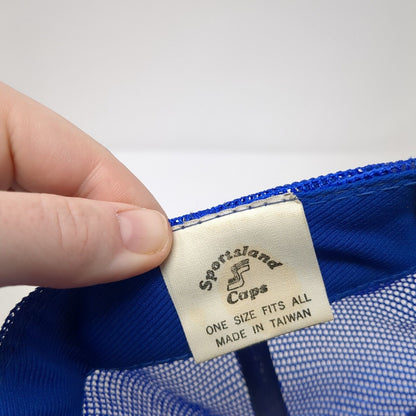 Sportsland
Caps
ONE SIZE FITS ALL
MADE IN TAIWAN